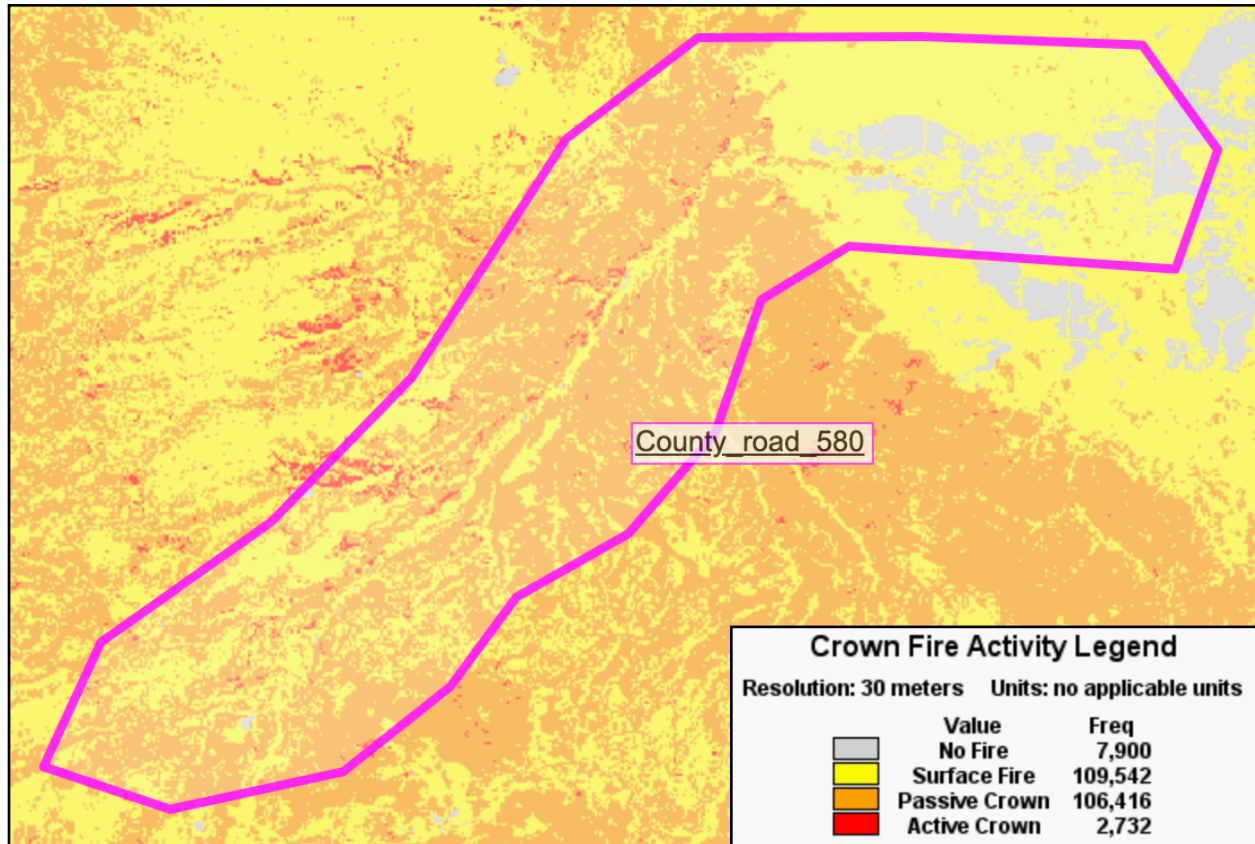 County_road_580
Crown Fire Activity Legend
Resolution: 30 meters Units: no applicable units
Value Freq
No Fire 7,900
Surface Fire 109,542
Passive Crown 106,416
Active Crown 2,732